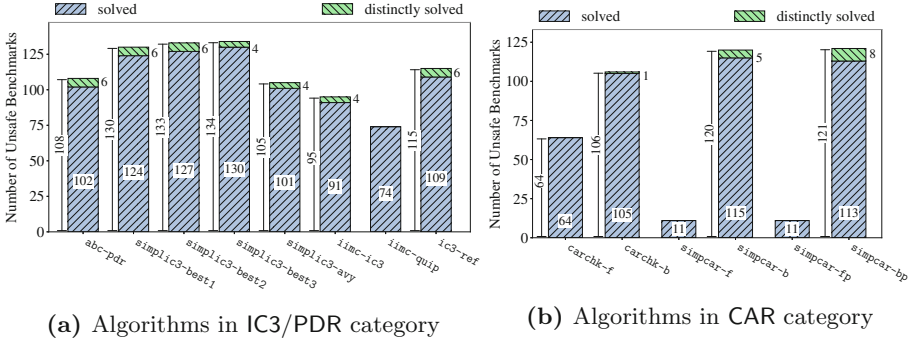 solved distinctly solved
Number of Unsafe Benchmarks
125
100
75
50
25
0
108 102 6
130 124 6
133 127 6
134 130 4
105 101 4
95 91 4
74
115 109 6
abc-pdr
simplic3-best1
simplic3-best2
simplic3-best3
simplic3-avy
iimc-ic3
iimc-quip
ic3-ref
(a) Algorithms in IC3/PDR category
solved distinctly solved
Number of Unsafe Benchmarks
125
100
75
50
25
0
64 64
106 105 1
11
120 115 5
11
121 113 8
carchk-f
carchk-b
simpcar-f
simpcar-b
simpcar-fp
simpcar-bp
(b) Algorithms in CAR category